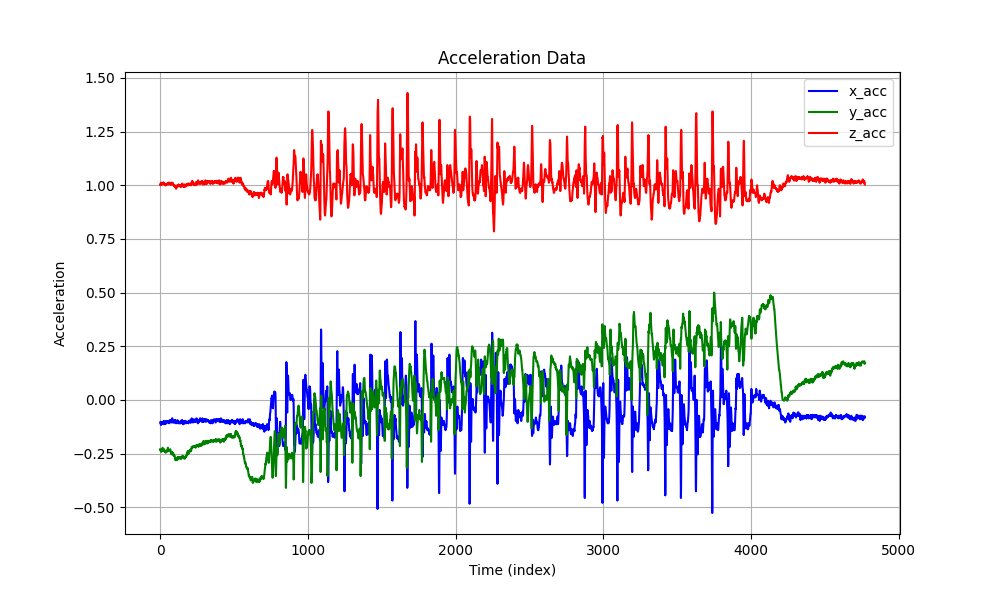 Acceleration Data
1.50
1.25
1.00
0.75
0.50
0.25
0.00
−0.25
−0.50
Acceleration
x_acc
y_acc
z_acc
0 1000 2000 3000 4000 5000
Time (index)